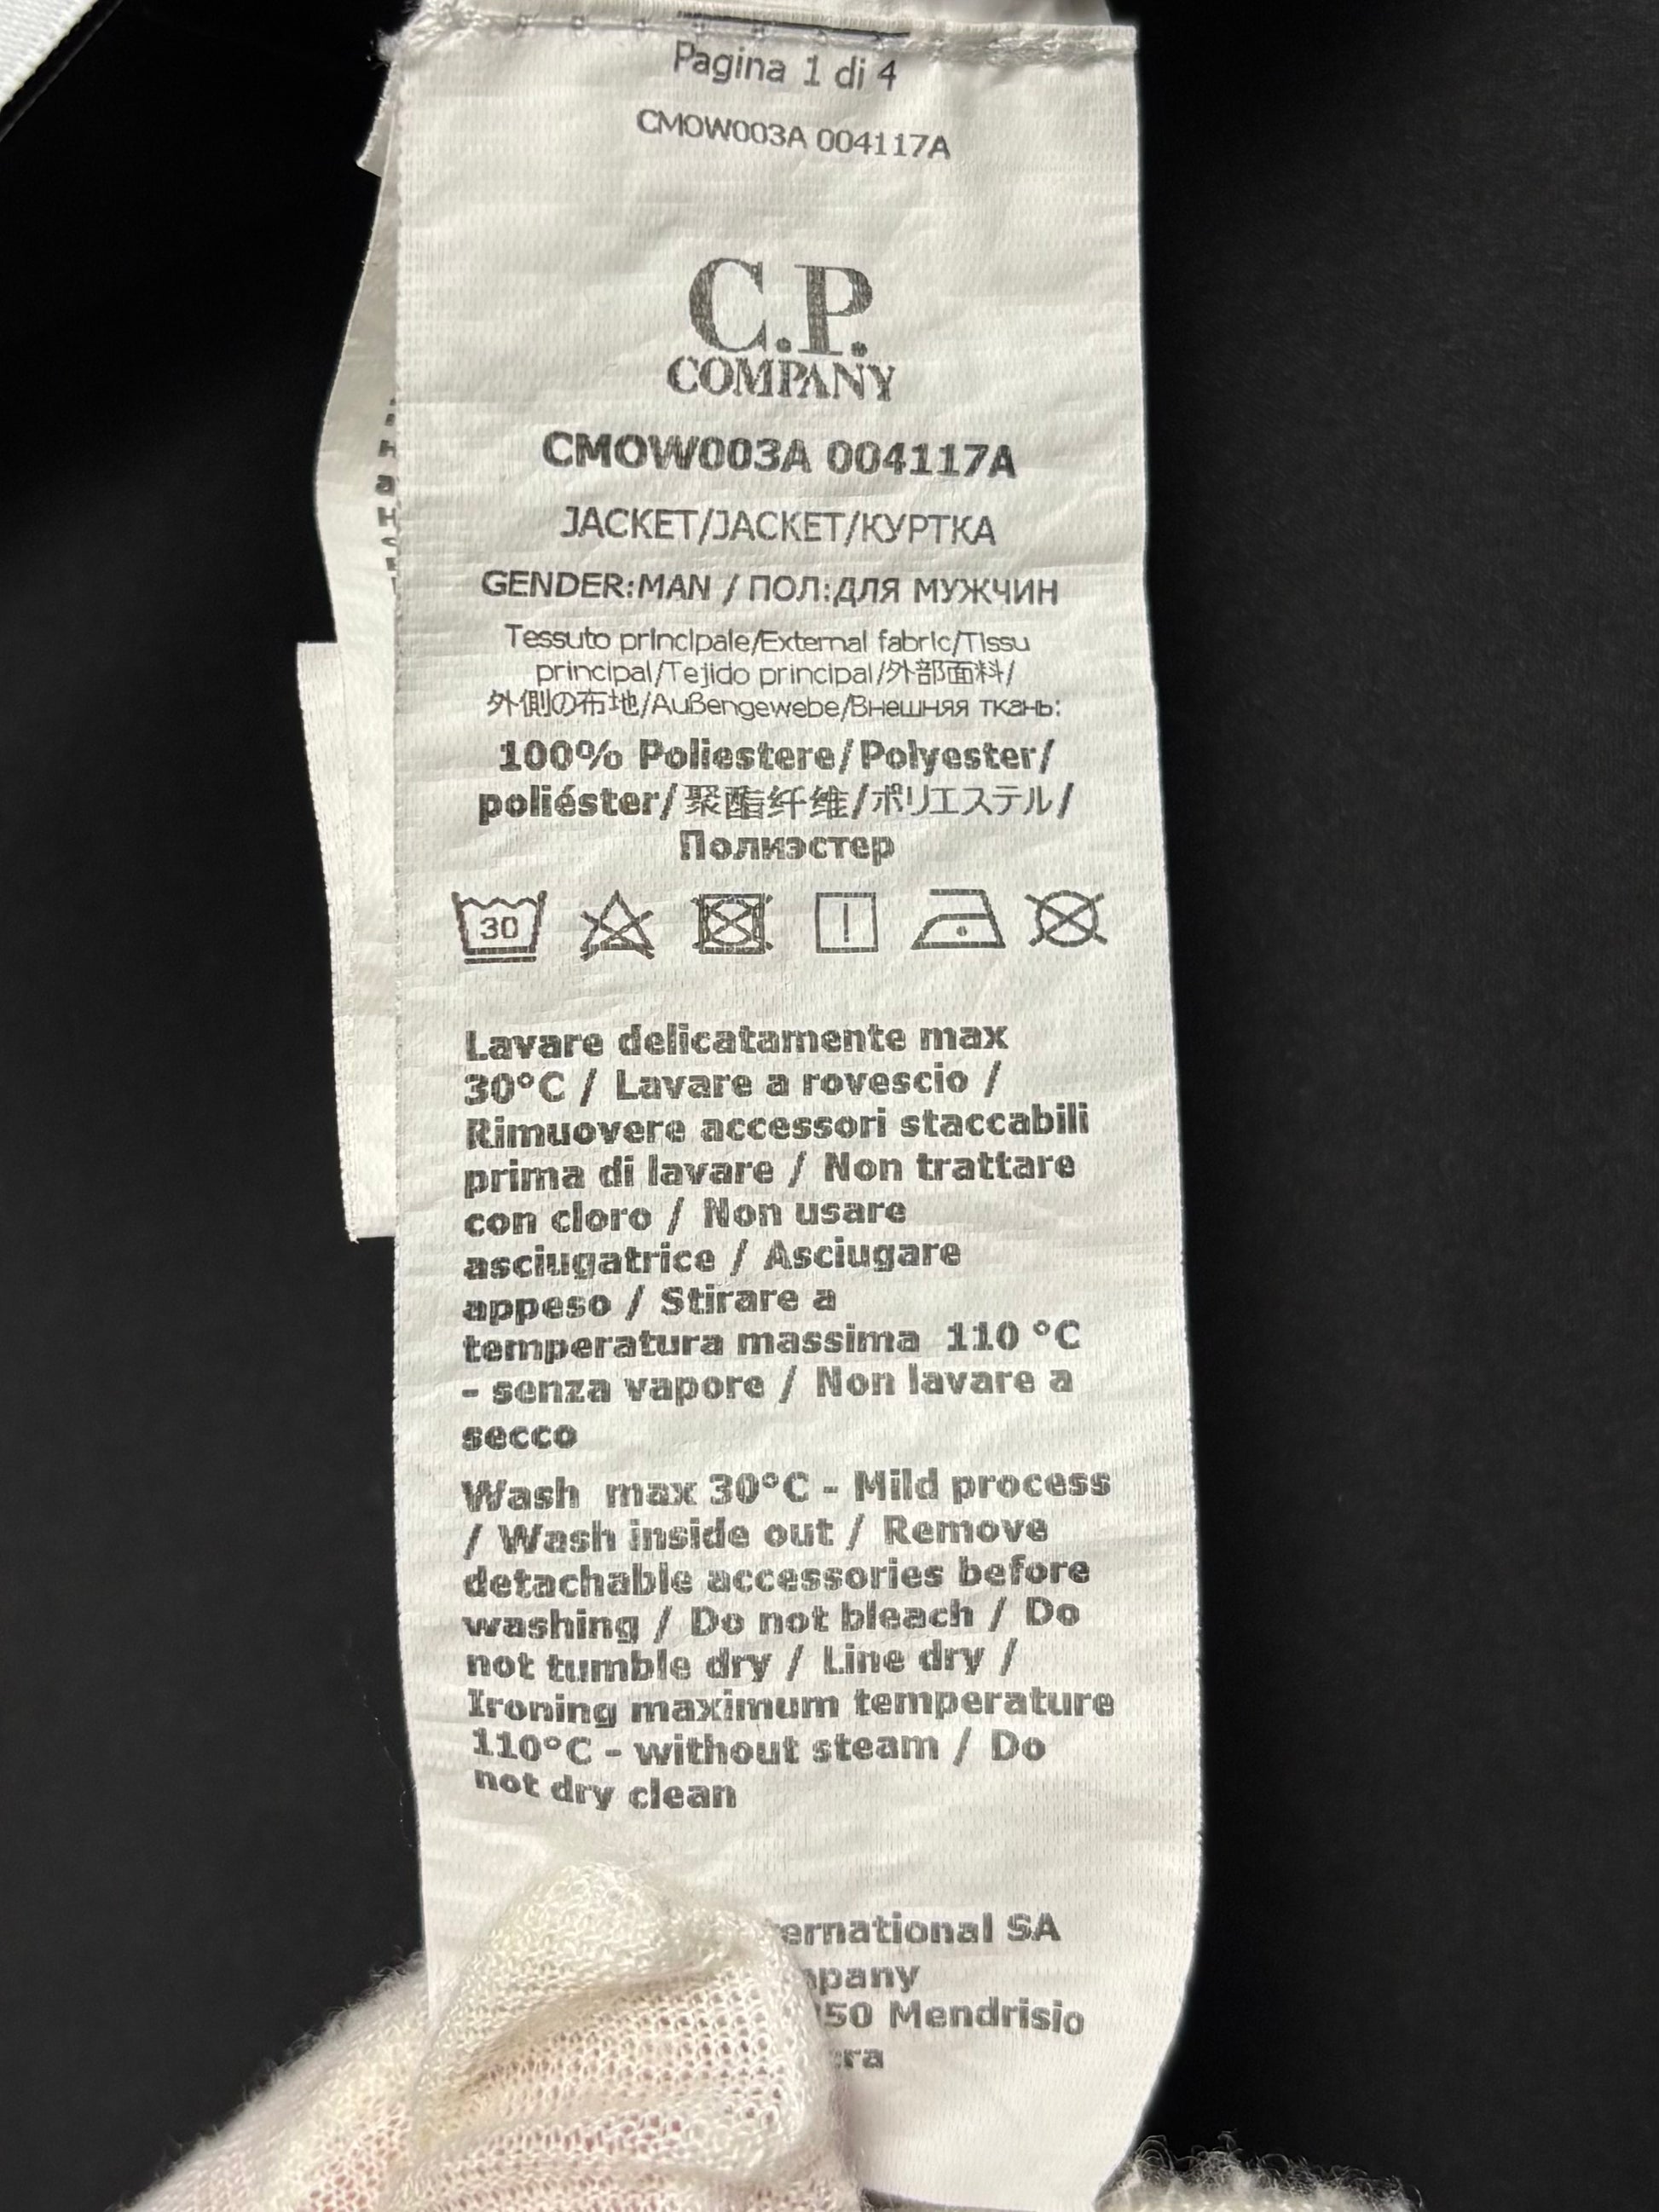 Pagina 1 di 4
CMOW003A 004117A
C.P.
COMPANY
CMOW003A 004117A
JACKET/JACKET/КУРТКА
GENDER:MAN / ПОЛ:ДЛЯ МУЖЧИН
Tessuto principale/External fabric/Tissu
principal/Tejido principal/外部面料/
外側の布地/Außengewebe/Внешняя ткань:
100% Poliestere/Polyester/
poliéster/聚酯纤维/ポリエステル/
Полиэстер
30
Lavare delicatamente max
30°C / Lavare a rovescio /
Rimuovere accessori staccabili
prima di lavare / Non trattare
con cloro / Non usare
asciugatrice / Asciugare
appeso / Stirare a
temperatura massima 110 °C
- senza vapore / Non lavare a
secco
Wash max 30°C - Mild process
/ Wash inside out / Remove
detachable accessories before
washing / Do not bleach / Do
not tumble dry / Line dry /
Ironing maximum temperature
110°C - without steam / Do
not dry clean
SA
Mendrisio